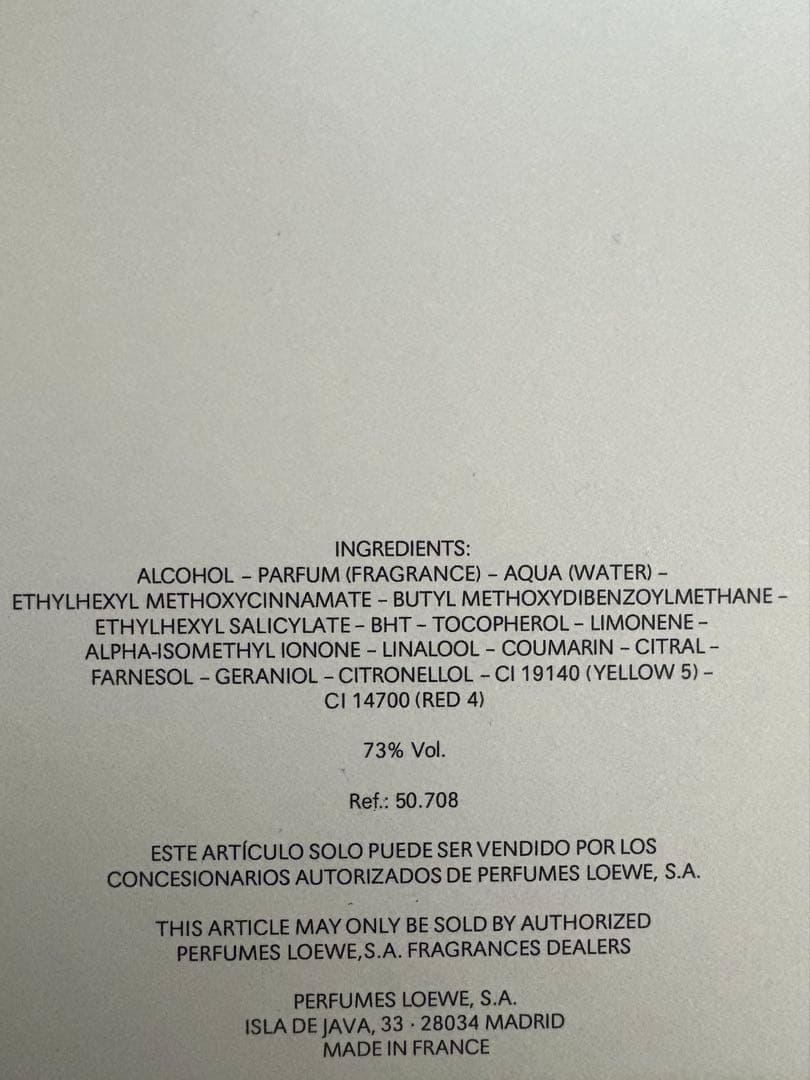 INGREDIENTS:
ALCOHOL – PARFUM (FRAGRANCE) – AQUA (WATER) –
ETHYLHEXYL METHOXYCINNAMATE – BUTYL METHOXYDIBENZOYLMETHANE –
ETHYLHEXYL SALICYLATE – BHT – TOCOPHEROL – LIMONENE –
ALPHA-ISOMETHYL IONONE – LINALOOL – COUMARIN – CITRAL –
FARNESOL – GERANIOL – CITRONELLOL – CI 19140 (YELLOW 5) –
CI 14700 (RED 4)
73% Vol.
Ref.: 50.708
ESTE ARTÍCULO SOLO PUEDE SER VENDIDO POR LOS
CONCESIONARIOS AUTORIZADOS DE PERFUMES LOEWE, S.A.
THIS ARTICLE MAY ONLY BE SOLD BY AUTHORIZED
PERFUMES LOEWE,S.A. FRAGRANCES DEALERS
PERFUMES LOEWE, S.A.
ISLA DE JAVA, 33 · 28034 MADRID
MADE IN FRANCE